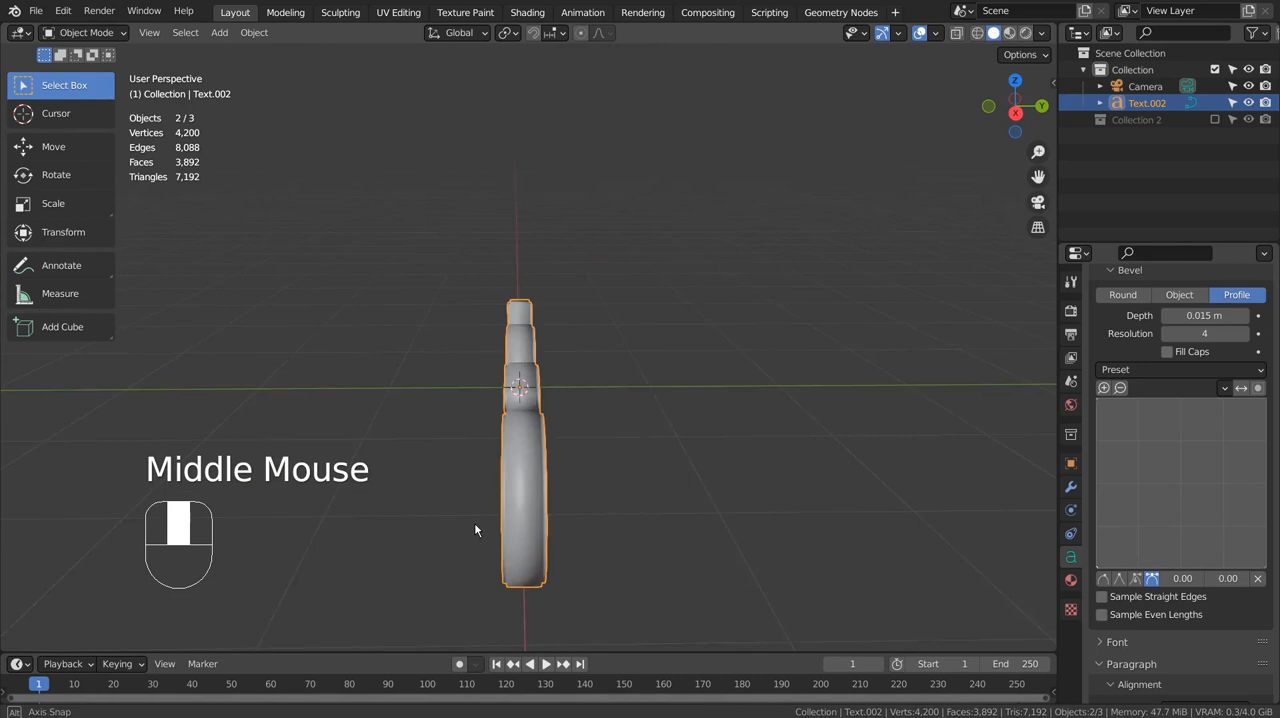 File Edit Render Window Help
Layout Modeling Sculpting UV Editing Texture Paint Shading Animation Rendering Compositing Scripting Geometry Nodes +
Scene
View Layer
Object Mode View Select Add Object
Global
Options
Select Box
Cursor
Move
Rotate
Scale
Transform
Annotate
Measure
Add Cube
User Perspective
(1) Collection | Text.002
Objects 2 / 3
Vertices 4,200
Edges 8,088
Faces 3,892
Triangles 7,192
Z
Y
X
Middle Mouse
Scene Collection
Collection
Camera
Text.002
Collection 2
Bevel
Round Object Profile
Depth 0.015 m
Resolution 4
Fill Caps
Preset
0.00 0.00
Sample Straight Edges
Sample Even Lengths
Font
Paragraph
Alignment
Playback Keying View Marker
1 Start 1 End 250
1 10 20 30 40 50 60 70 80 90 100 110 120 130 140 150 160 170 180 190 200 210 220 230 240 250
Alt Axis Snap
Collection | Text.002 | Verts:4,200 | Faces:3,892 | Tris:7,192 | Objects:2/3 | Memory: 47.7 MiB | VRAM: 0.3/4.0 GiB